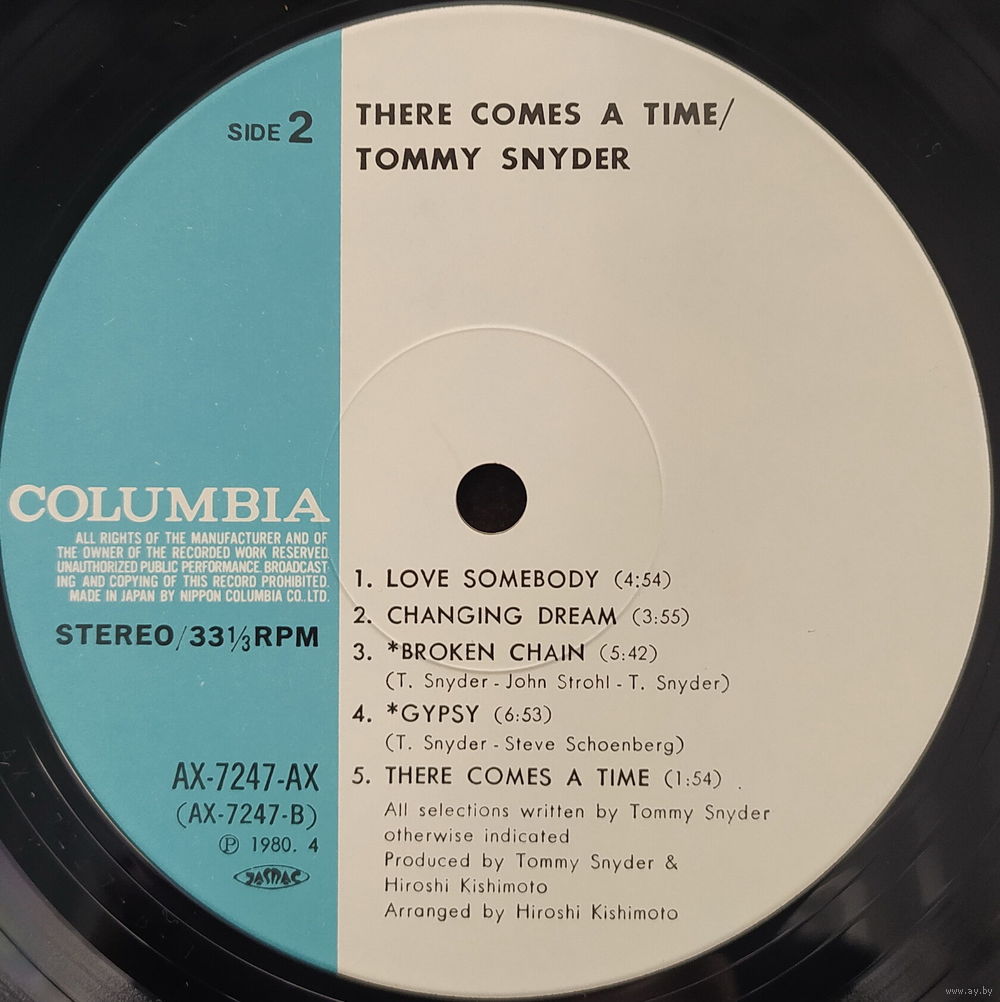 SIDE 2
THERE COMES A TIME/
TOMMY SNYDER
COLUMBIA
ALL RIGHTS OF THE MANUFACTURER AND OF
THE OWNER OF THE RECORDED WORK RESERVED.
UNAUTHORIZED PUBLIC PERFORMANCE. BROADCAST-
ING AND COPYING OF THIS RECORD PROHIBITED.
MADE IN JAPAN BY NIPPON COLUMBIA CO., LTD.
STEREO/33⅓RPM
AX-7247-AX
(AX-7247-B)
Ⓟ 1980. 4
JASRAC
1. LOVE SOMEBODY (4:54)
2. CHANGING DREAM (3:55)
3. *BROKEN CHAIN (5:42)
(T. Snyder - John Strohl - T. Snyder)
4. *GYPSY (6:53)
(T. Snyder - Steve Schoenberg)
5. THERE COMES A TIME (1:54)
All selections written by Tommy Snyder
otherwise indicated
Produced by Tommy Snyder &
Hiroshi Kishimoto
Arranged by Hiroshi Kishimoto
www.ay.by